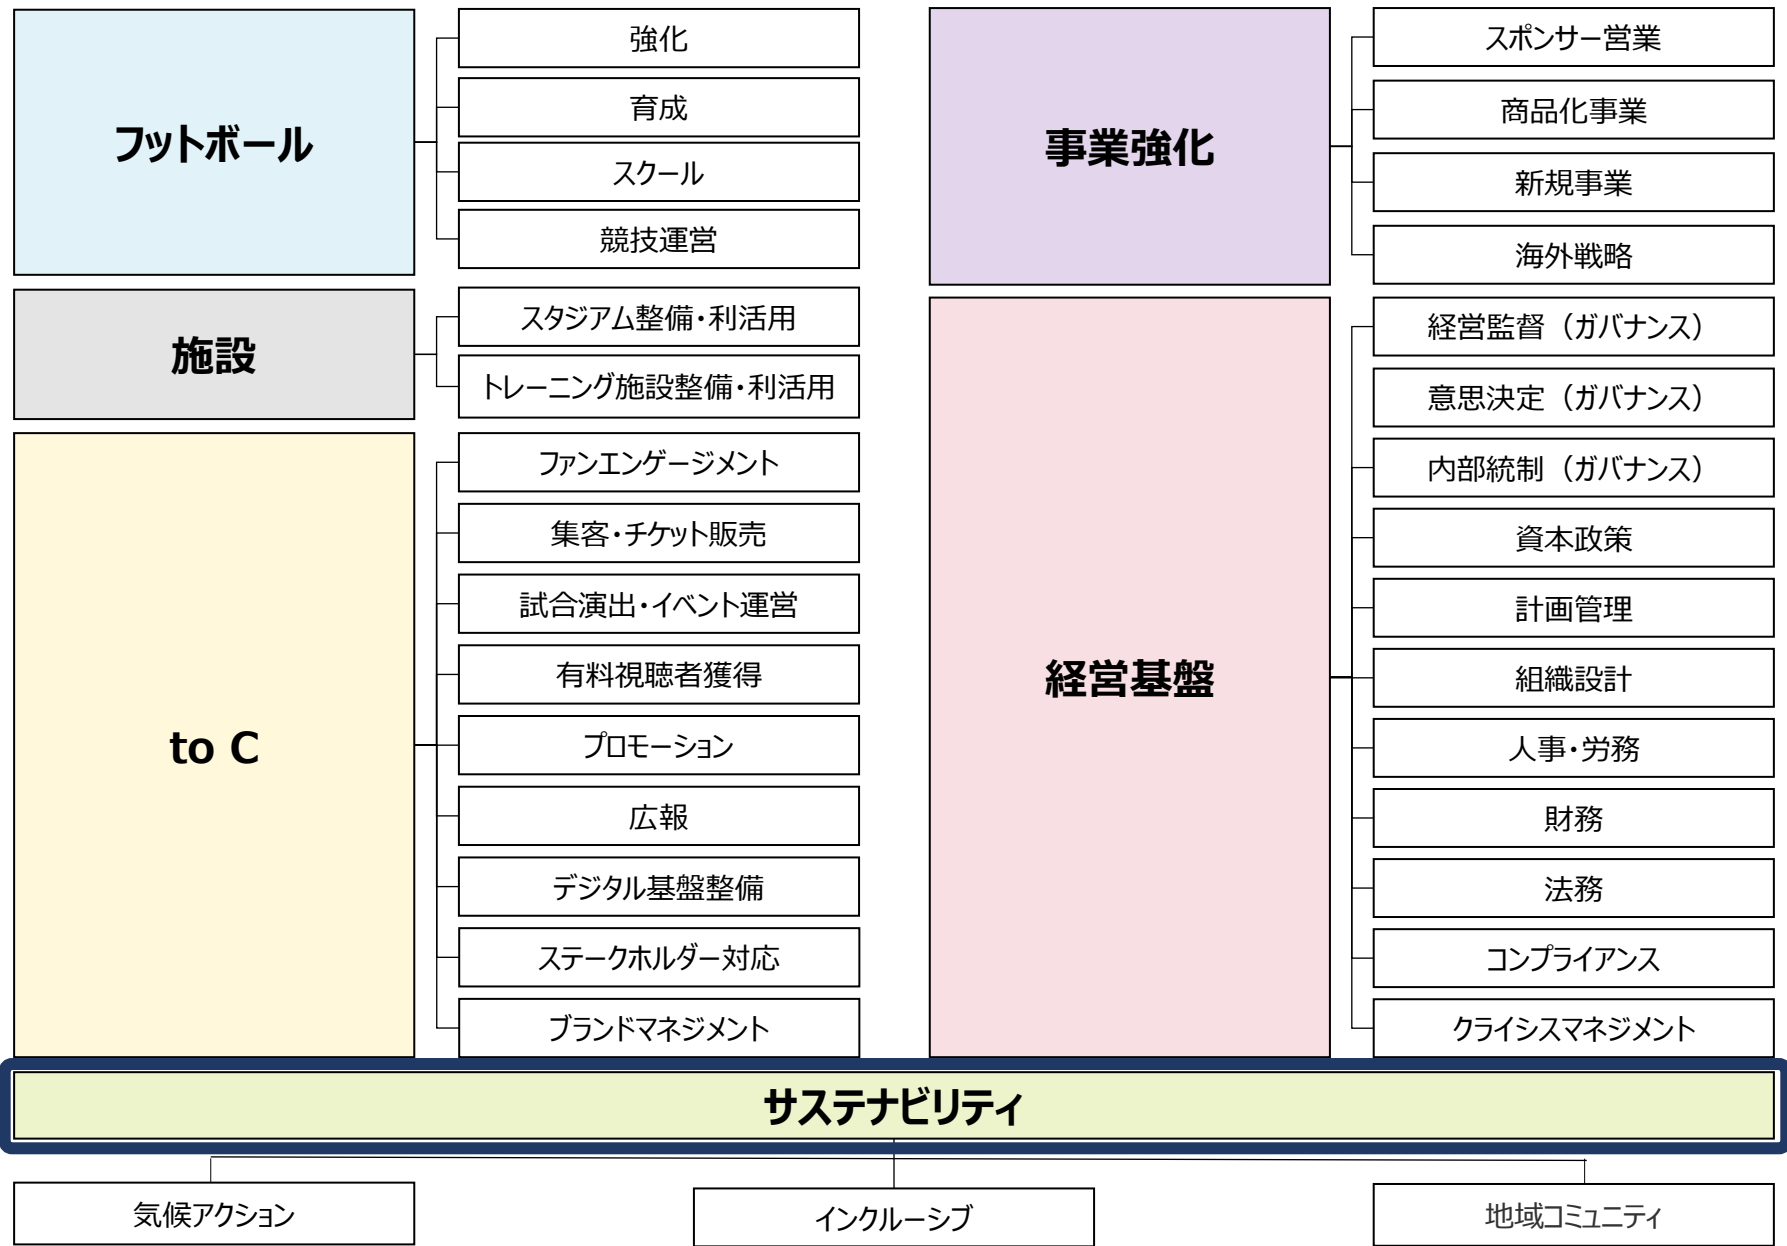 フットボール
強化
育成
スクール
競技運営
施設
スタジアム整備・利活用
トレーニング施設整備・利活用
to C
ファンエンゲージメント
集客・チケット販売
試合演出・イベント運営
有料視聴者獲得
プロモーション
広報
デジタル基盤整備
ステークホルダー対応
ブランドマネジメント
事業強化
スポンサー営業
商品化事業
新規事業
海外戦略
経営基盤
経営監督（ガバナンス）
意思決定（ガバナンス）
内部統制（ガバナンス）
資本政策
計画管理
組織設計
人事・労務
財務
法務
コンプライアンス
クライシスマネジメント
サステナビリティ
気候アクション
インクルーシブ
地域コミュニティ